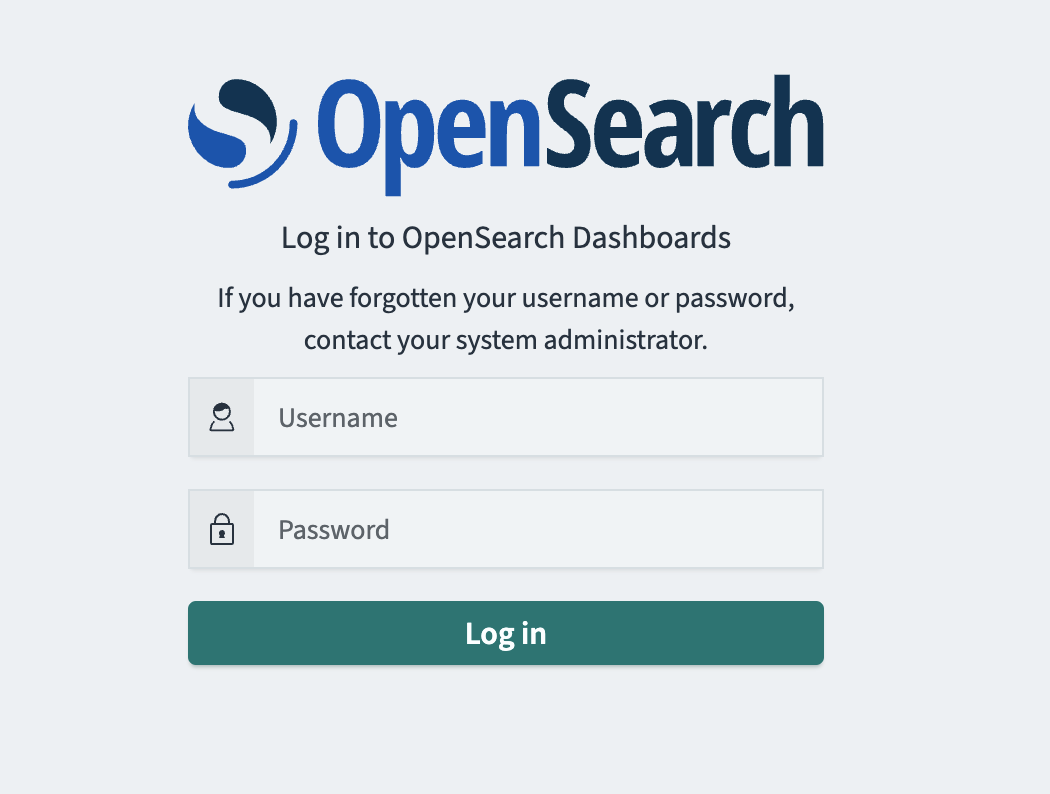 OpenSearch
Log in to OpenSearch Dashboards
If you have forgotten your username or password,
contact your system administrator.
Username
Password
Log in